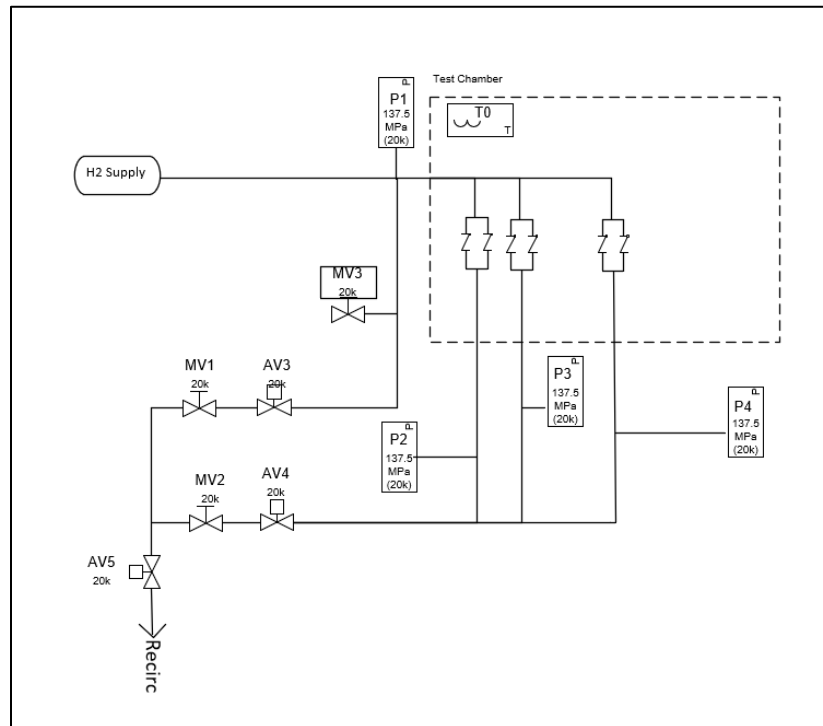 P
P1
137.5
MPa
(20k)
Test Chamber
T0
T
H2 Supply
MV3
20k
MV1
20k
AV3
20k
P
P3
137.5
MPa
(20k)
P
P4
137.5
MPa
(20k)
P
P2
137.5
MPa
(20k)
MV2
20k
AV4
20k
AV5
20k
Recirc